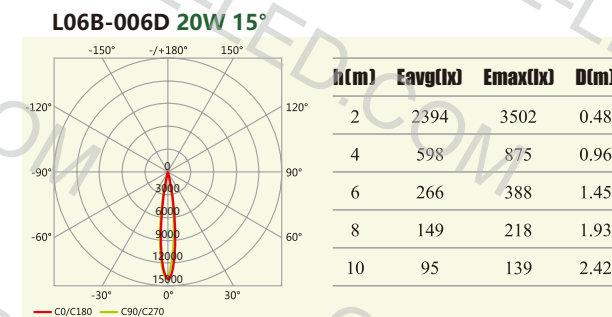 L06B-006D 20W 15°
-150° -/+180° 150°
-120° 120°
-90° 0 90°
3000
6000
-60° 9000 60°
12000
15000
-30° 0° 30°
C0/C180 C90/C270
h(m) Eavg(lx) Emax(lx) D(m)
2 2394 3502 0.48
4 598 875 0.96
6 266 388 1.45
8 149 218 1.93
10 95 139 2.42